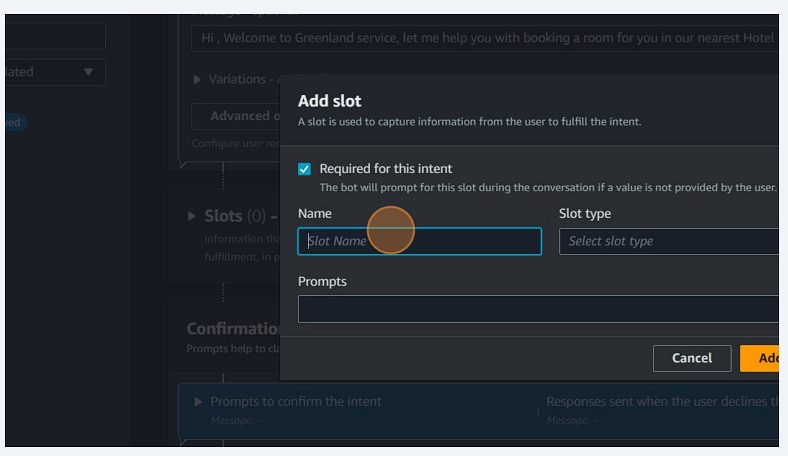 Hi , Welcome to Greenland service, let me help you with booking a room for you in our nearest Hotel
dated
Variations -
Advanced o
Configure user req
Add slot
A slot is used to capture information from the user to fulfill the intent.
Required for this intent
The bot will prompt for this slot during the conversation if a value is not provided by the user.
Name
Slot type
Slot Name
Select slot type
Slots (0) -
Information tha
fulfillment, in p
Prompts
Confirmatio
Prompts help to cla
Cancel
Add
Prompts to confirm the intent
Responses sent when the user declines th
Message: -
Message: -